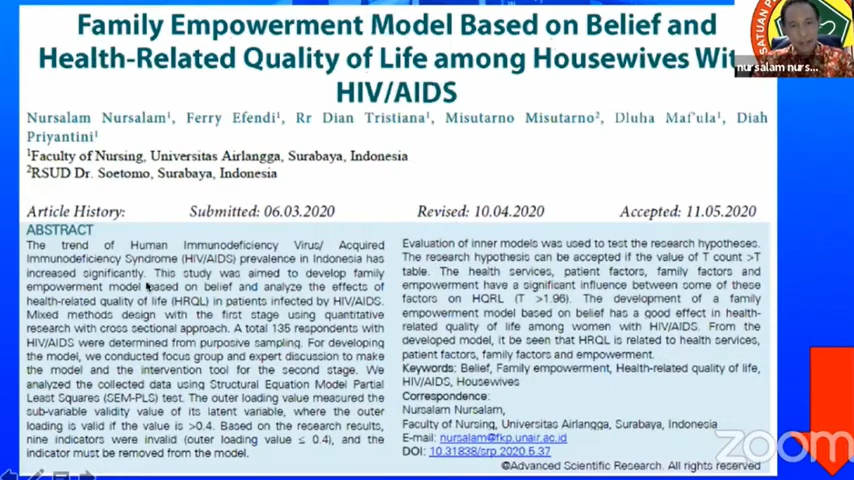 Family Empowerment Model Based on Belief and
Health-Related Quality of Life among Housewives Wit
HIV/AIDS
SATUAN P
nursalam nurs...
Nursalam Nursalam¹, Ferry Efendi¹, Rr Dian Tristiana¹, Misutarno Misutarno², Dluha Maf'ula¹, Diah
Priyantini¹
¹Faculty of Nursing, Universitas Airlangga, Surabaya, Indonesia
²RSUD Dr. Soetomo, Surabaya, Indonesia
Article History: Submitted: 06.03.2020 Revised: 10.04.2020 Accepted: 11.05.2020
ABSTRACT
The trend of Human Immunodeficiency Virus/ Acquired
Immunodeficiency Syndrome (HIV/AIDS) prevalence in Indonesia has
increased significantly. This study was aimed to develop family
empowerment model based on belief and analyze the effects of
health-related quality of life (HRQL) in patients infected by HIV/AIDS.
Mixed methods design with the first stage using quantitative
research with cross sectional approach. A total 135 respondents with
HIV/AIDS were determined from purposive sampling. For developing
the model, we conducted focus group and expert discussion to make
the model and the intervention tool for the second stage. We
analyzed the collected data using Structural Equation Model Partial
Least Squares (SEM-PLS) test. The outer loading value measured the
sub-variable validity value of its latent variable, where the outer
loading is valid if the value is >0.4. Based on the research results,
nine indicators were invalid (outer loading value ≤ 0.4), and the
indicator must be removed from the model.
Evaluation of inner models was used to test the research hypotheses.
The research hypothesis can be accepted if the value of T count >T
table. The health services, patient factors, family factors and
empowerment have a significant influence between some of these
factors on HQRL (T >1.96). The development of a family
empowerment model based on belief has a good effect in health-
related quality of life among women with HIV/AIDS. From the
developed model, it be seen that HRQL is related to health services,
patient factors, family factors and empowerment.
Keywords: Belief, Family empowerment, Health-related quality of life,
HIV/AIDS, Housewives
Correspondence:
Nursalam Nursalam,
Faculty of Nursing, Universitas Airlangga, Surabaya, Indonesia
E-mail: nursalam@fkp.unair.ac.id
DOI: 10.31838/srp.2020.5.37
@Advanced Scientific Research. All rights reserved
zoom